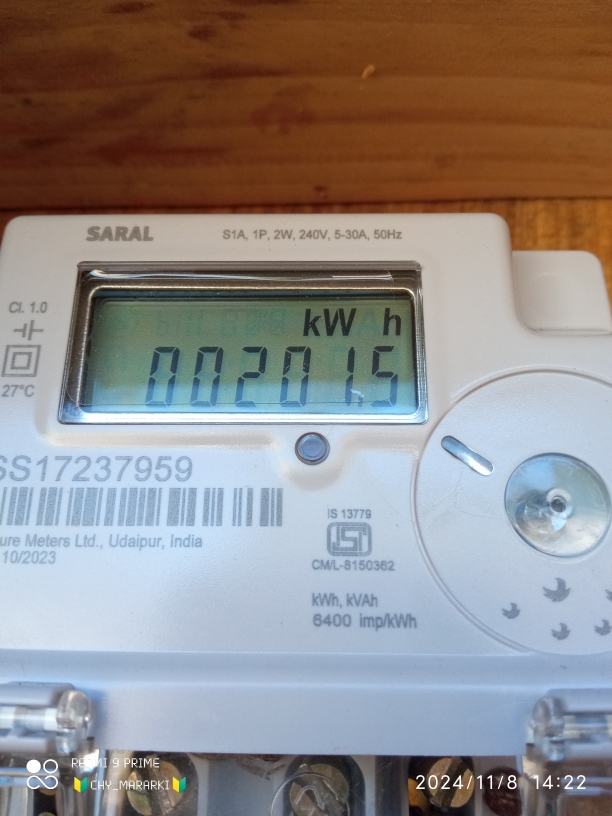 SARAL
S1A, 1P, 2W, 240V, 5-30A, 50Hz
Cl. 1.0
27°C
kW h
002015
SS17237959
ure Meters Ltd., Udaipur, India
10/2023
IS 13779
ISI
CM/L-8150362
kWh, kVAh
6400 imp/kWh
REDMI 9 PRIME
CHY_MARARKI
2024/11/8 14:22